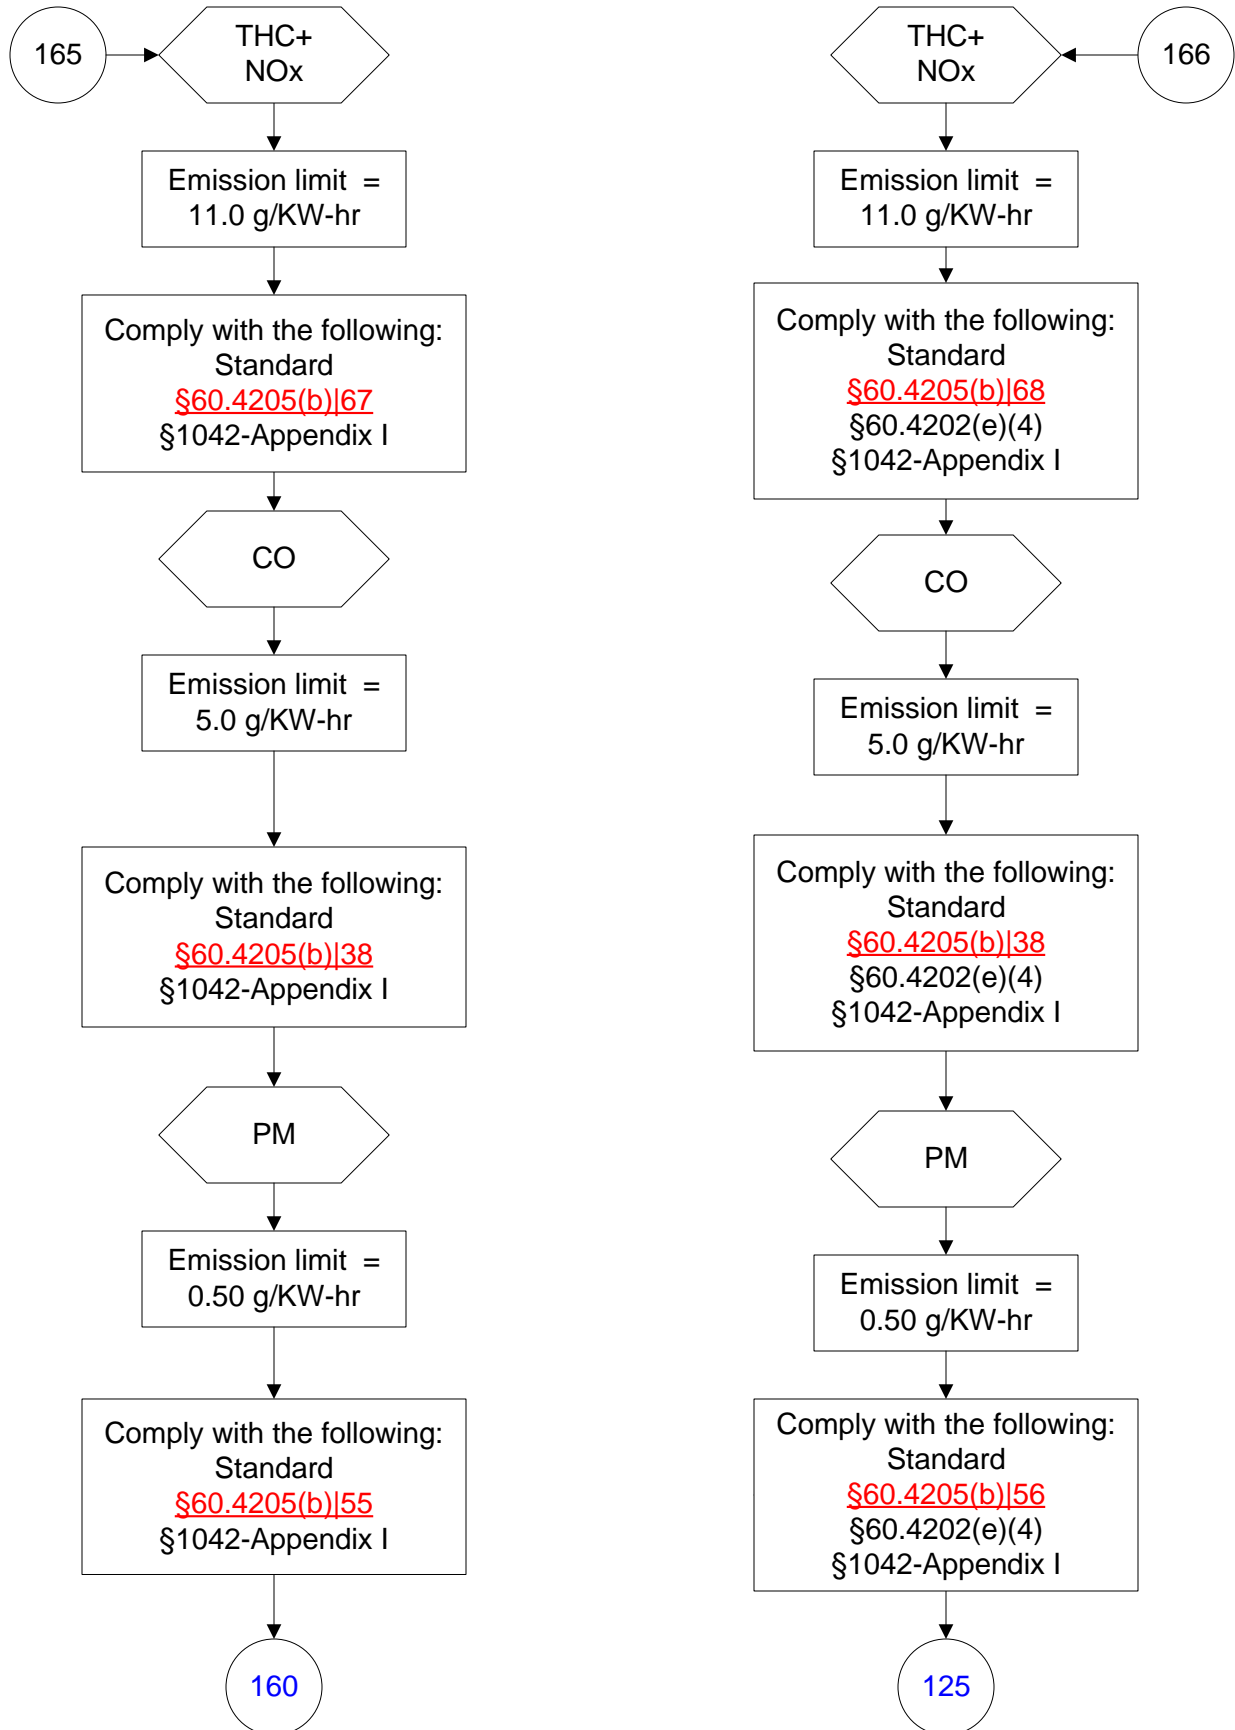 165
THC+
NOx
Emission limit  =
11.0 g/KW-hr
Comply with the following:
Standard
§60.4205(b)|67
§1042-Appendix I
CO
Emission limit  =
5.0 g/KW-hr
Comply with the following:
Standard
§60.4205(b)|38
§1042-Appendix I
PM
Emission limit  =
0.50 g/KW-hr
Comply with the following:
Standard
§60.4205(b)|55
§1042-Appendix I
160
THC+
NOx
166
Emission limit  =
11.0 g/KW-hr
Comply with the following:
Standard
§60.4205(b)|68
§60.4202(e)(4)
§1042-Appendix I
CO
Emission limit  =
5.0 g/KW-hr
Comply with the following:
Standard
§60.4205(b)|38
§60.4202(e)(4)
§1042-Appendix I
PM
Emission limit  =
0.50 g/KW-hr
Comply with the following:
Standard
§60.4205(b)|56
§60.4202(e)(4)
§1042-Appendix I
125